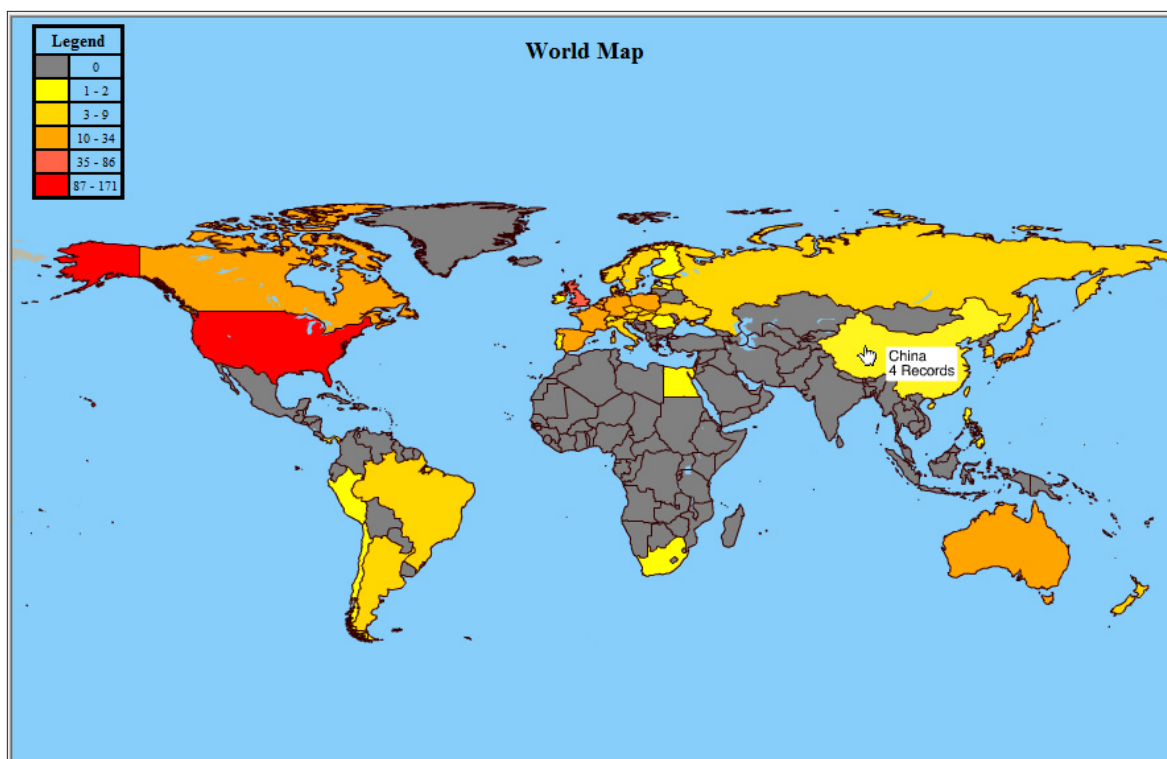 Legend
0
1 - 2
3 - 9
10 - 34
35 - 86
87 - 171
World Map
China
4 Records